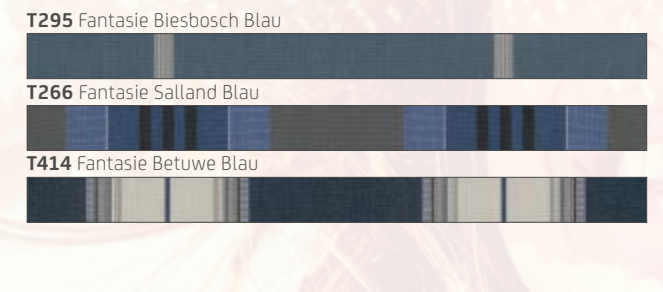 T295 Fantasie Biesbosch Blau
T266 Fantasie Salland Blau
T414 Fantasie Betuwe Blau